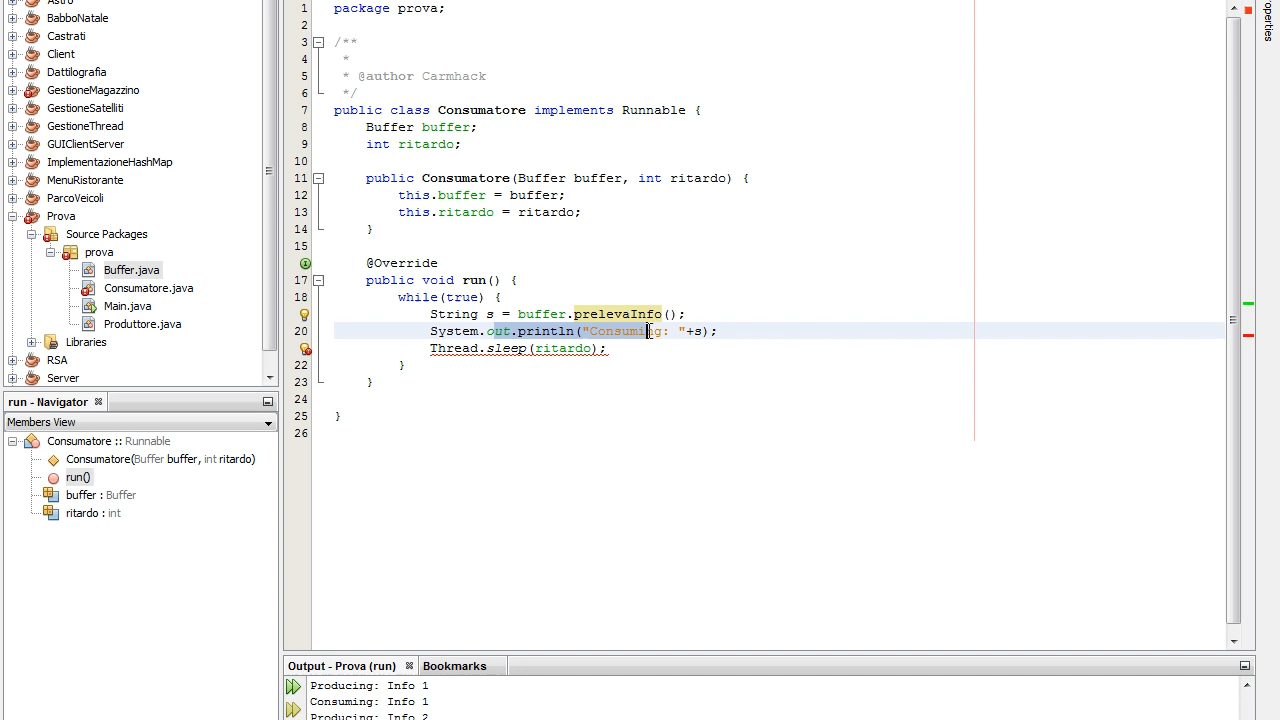 Astro
BabboNatale
Castrati
Client
Dattilografia
GestioneMagazzino
GestioneSatelliti
GestioneThread
GUIClientServer
ImplementazioneHashMap
MenuRistorante
ParcoVeicoli
Prova
Source Packages
prova
Buffer.java
Consumatore.java
Main.java
Produttore.java
Libraries
RSA
Server
run - Navigator
Members View
Consumatore :: Runnable
Consumatore(Buffer buffer, int ritardo)
run()
buffer : Buffer
ritardo : int
1 package prova;
2
3 /**
4 *
5 * @author Carmhack
6 */
7 public class Consumatore implements Runnable {
8 Buffer buffer;
9 int ritardo;
10
11 public Consumatore(Buffer buffer, int ritardo) {
12 this.buffer = buffer;
13 this.ritardo = ritardo;
14 }
15
@Override
17 public void run() {
18 while(true) {
String s = buffer.prelevaInfo();
20 System.out.println("Consuming: "+s);
Thread.sleep(ritardo);
22 }
23 }
24
25 }
26
Output - Prova (run)
Bookmarks
Producing: Info 1
Consuming: Info 1
Producing: Info 2
operties